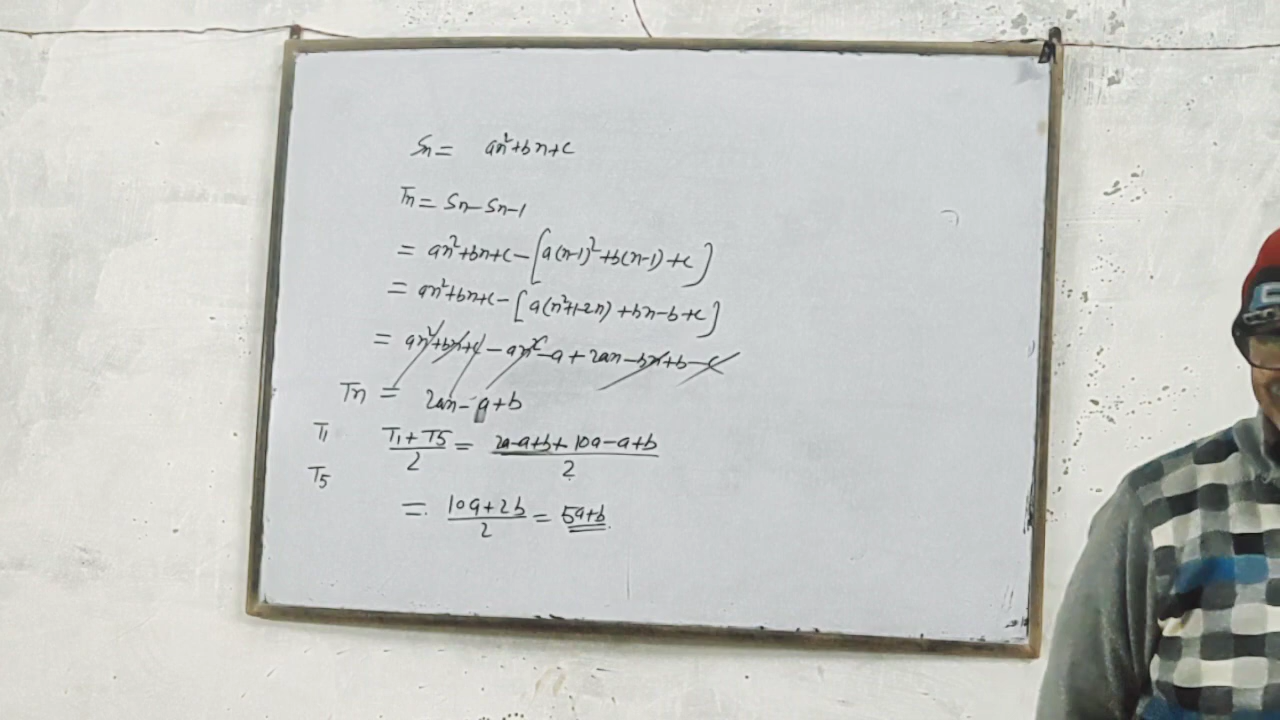 Sn = an²+bn+c
Tn = Sn - Sn-1
= an²+bn+c - [a(n-1)²+b(n-1)+c]
= an²+bn+c - [a(n²+1-2n)+bn-b+c]
= an²+bn+c - an²-a+2an-bn+b-c
Tn = 2an-a+b
T1 T1+T5/2 = 2a-a+b+10a-a+b/2
T5
= 10a+2b/2 = 5a+b